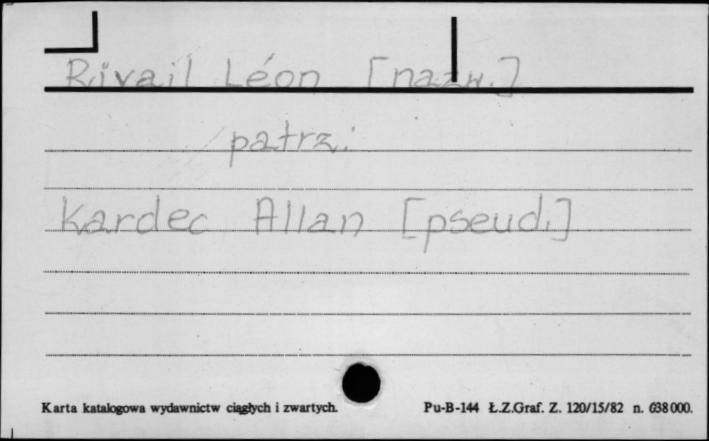 Rivail Léon [nazw.]
patrz:
Kardec Allan [pseud.]
Karta katalogowa wydawnictw ciągłych i zwartych. Pu-B-144 Ł.Z.Graf. Z. 120/15/82 n. 638000.